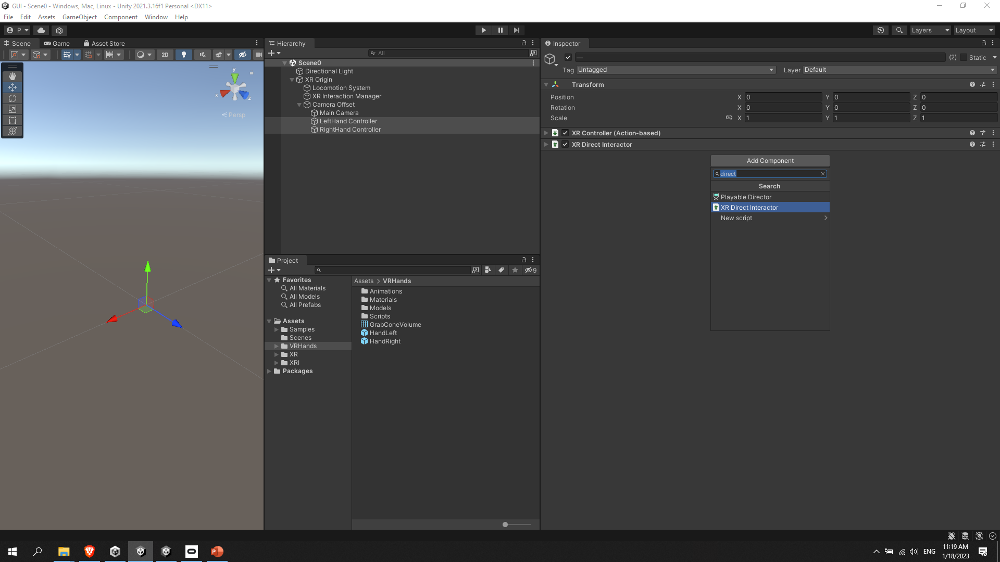 GUI - Scene0 - Windows, Mac, Linux - Unity 2021.3.16f1 Personal <DX11>
File Edit Assets GameObject Component Window Help
P
Layers
Layout
Scene
Game
Asset Store
2D
y
x
z
Persp
Hierarchy
All
Scene0
Directional Light
XR Origin
Locomotion System
XR Interaction Manager
Camera Offset
Main Camera
LeftHand Controller
RightHand Controller
Project
9
Favorites
All Materials
All Models
All Prefabs
Assets
Samples
Scenes
VRHands
XR
XRI
Packages
Assets > VRHands
Animations
Materials
Models
Scripts
GrabConeVolume
HandLeft
HandRight
Inspector
— (2) Static
Tag Untagged Layer Default
Transform
Position X 0 Y 0 Z 0
Rotation X 0 Y 0 Z 0
Scale X 1 Y 1 Z 1
# XR Controller (Action-based)
# XR Direct Interactor
Add Component
direct
Search
Playable Director
# XR Direct Interactor
New script
ENG
11:19 AM
1/18/2023